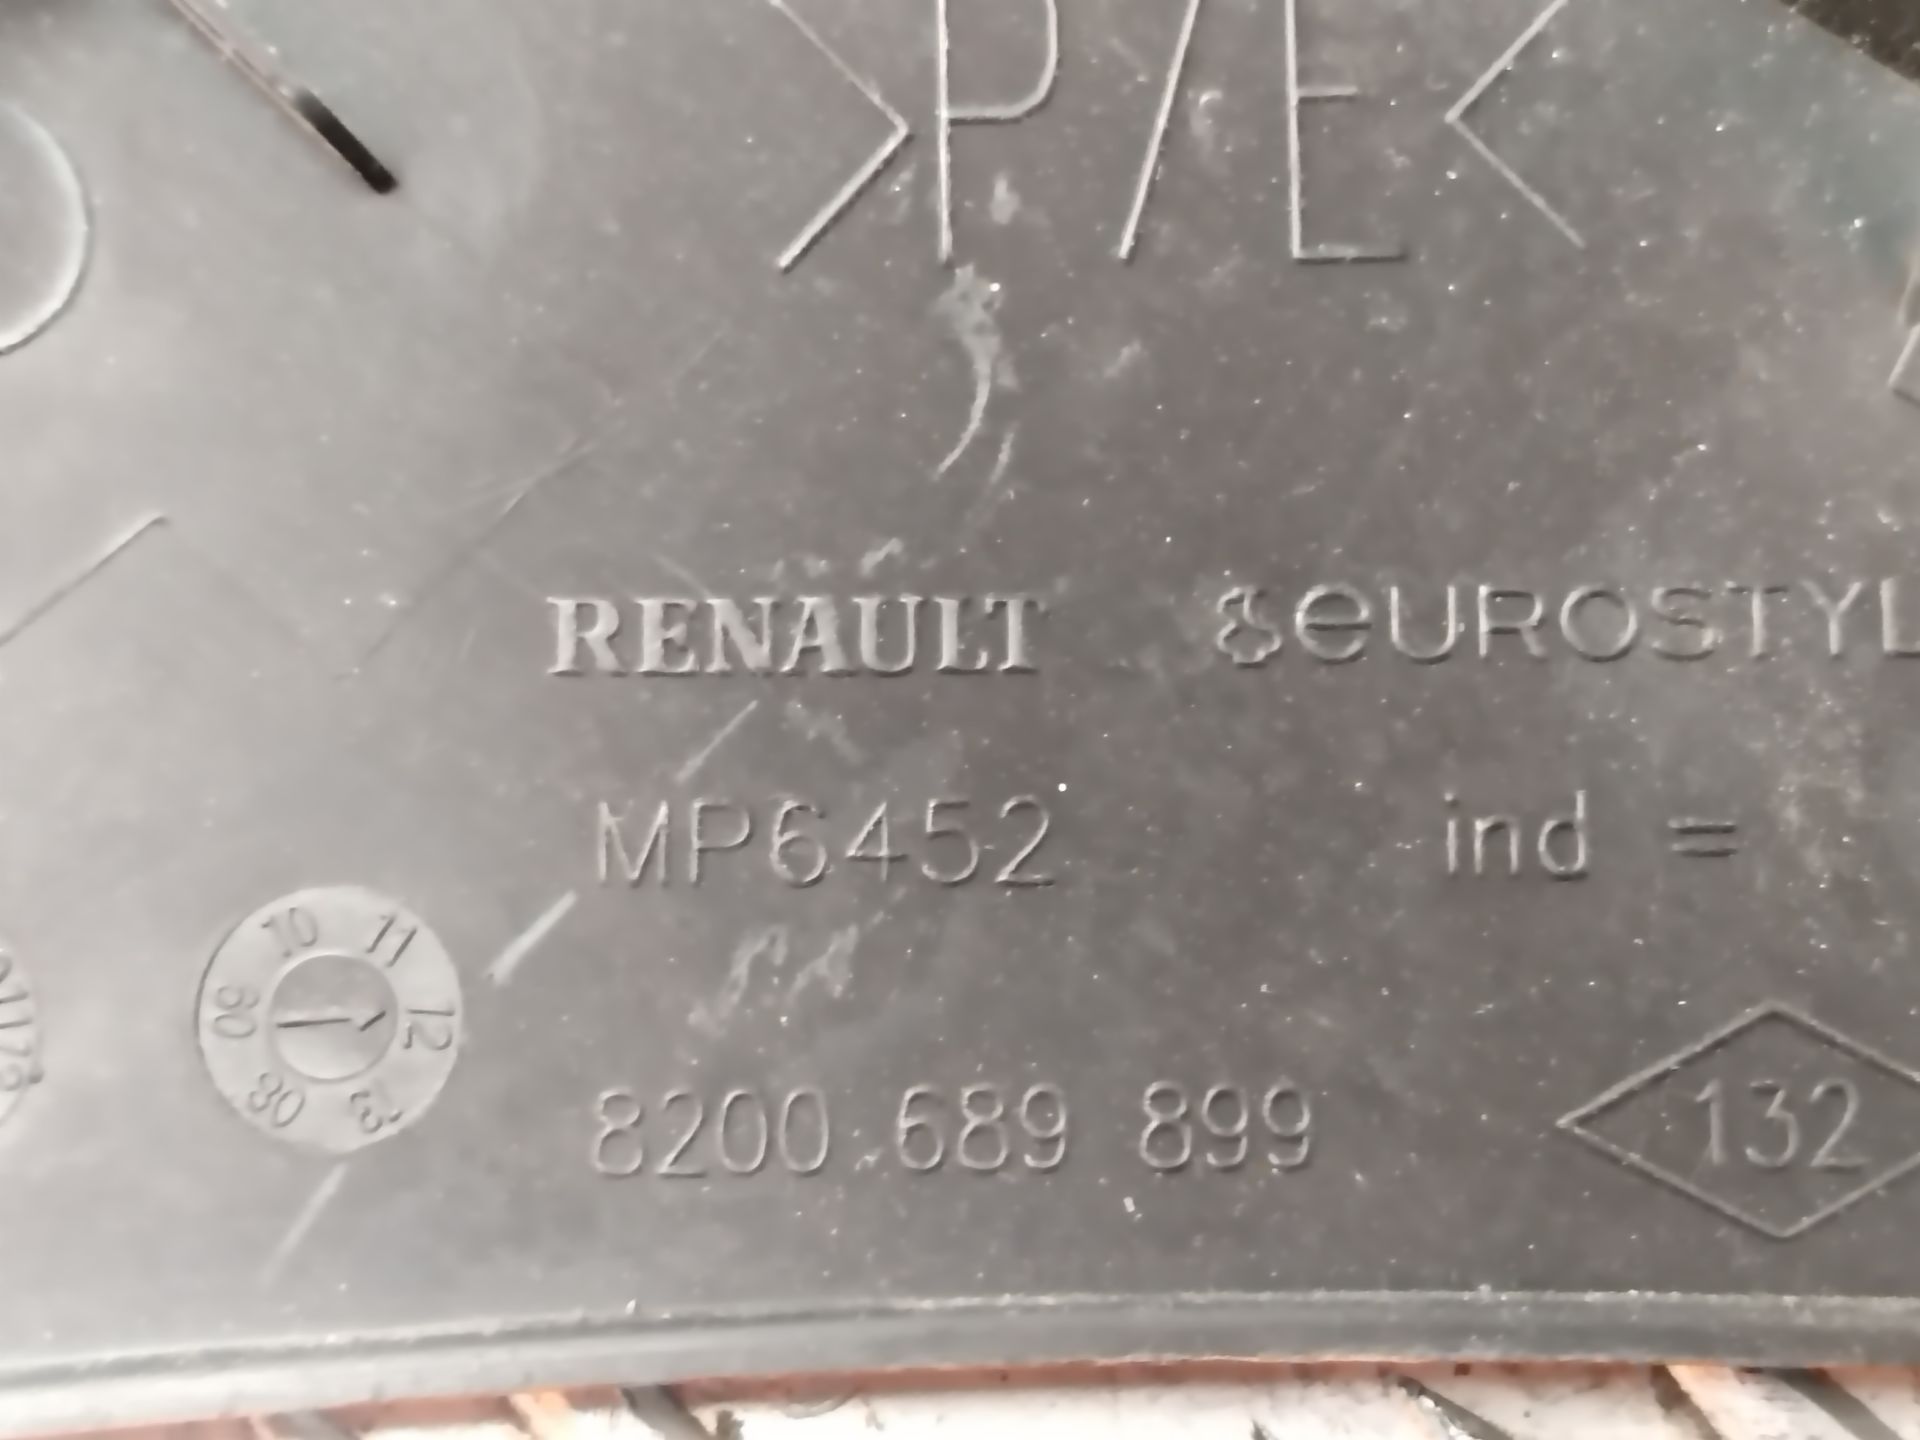 >P/E<
RENAULT eUROSTYL
MP6452 ind =
10 11 12 13 08 09
8200 689 899 132